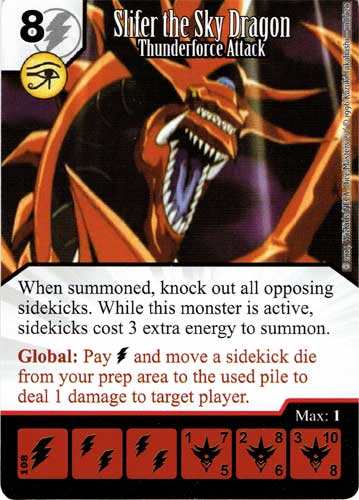 8
Slifer the Sky Dragon
Thunderforce Attack
When summoned, knock out all opposing
sidekicks. While this monster is active,
sidekicks cost 3 extra energy to summon.
Global: Pay and move a sidekick die
from your prep area to the used pile to
deal 1 damage to target player.
Max: 1
108
1 7 5
2 8 6
3 10 8